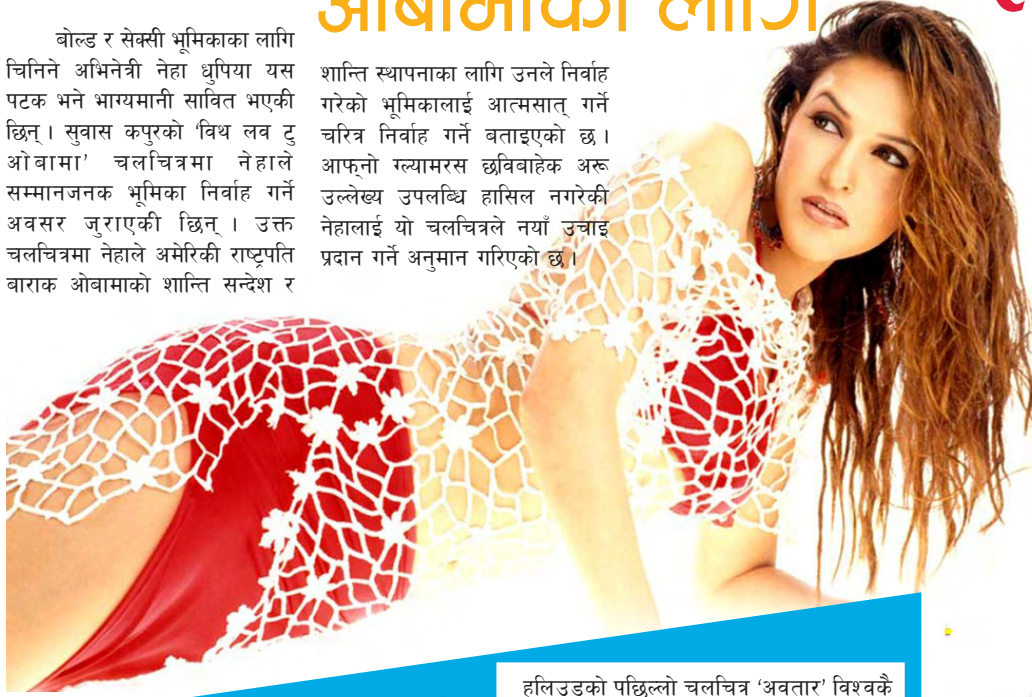 ओबामाको लागि
बोल्ड र सेक्सी भूमिकाका लागि
चिनिने अभिनेत्री नेहा धुपिया यस
पटक भने भाग्यमानी सावित भएकी
छिन् । सुवास कपुरको ‘विथ लव टु
ओबामा’ चलचित्रमा नेहाले
सम्मानजनक भूमिका निर्वाह गर्ने
अवसर जुराएकी छिन् । उक्त
चलचित्रमा नेहाले अमेरिकी राष्ट्रपति
बाराक ओबामाको शान्ति सन्देश र
शान्ति स्थापनाका लागि उनले निर्वाह
गरेको भूमिकालाई आत्मसात् गर्ने
चरित्र निर्वाह गर्ने बताइएको छ ।
आफ्नो ग्ल्यामरस छविबाहेक अरू
उल्लेख्य उपलब्धि हासिल नगरेकी
नेहालाई यो चलचित्रले नयाँ उचाइ
प्रदान गर्ने अनुमान गरिएको छ ।
हलिउडको पछिल्लो चलचित्र ‘अवतार’ विश्वकै